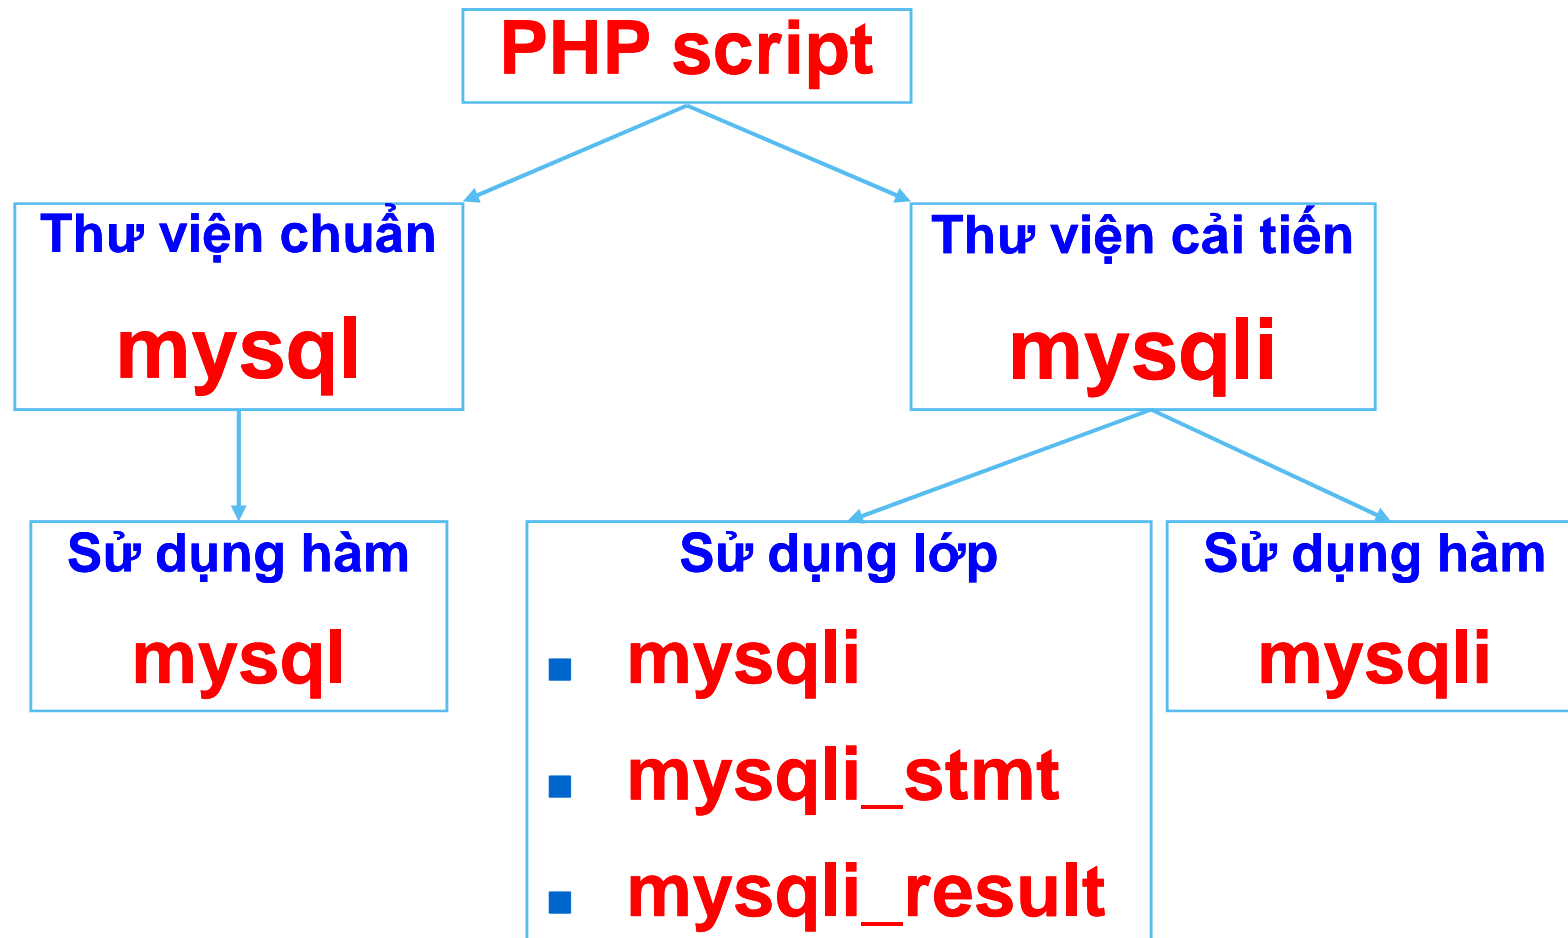 PHP script
Thư viện chuẩn
mysql
Thư viện cải tiến
mysqli
Sử dụng hàm
mysql
Sử dụng lớp
mysqli
mysqli_stmt
mysqli_result
Sử dụng hàm
mysqli